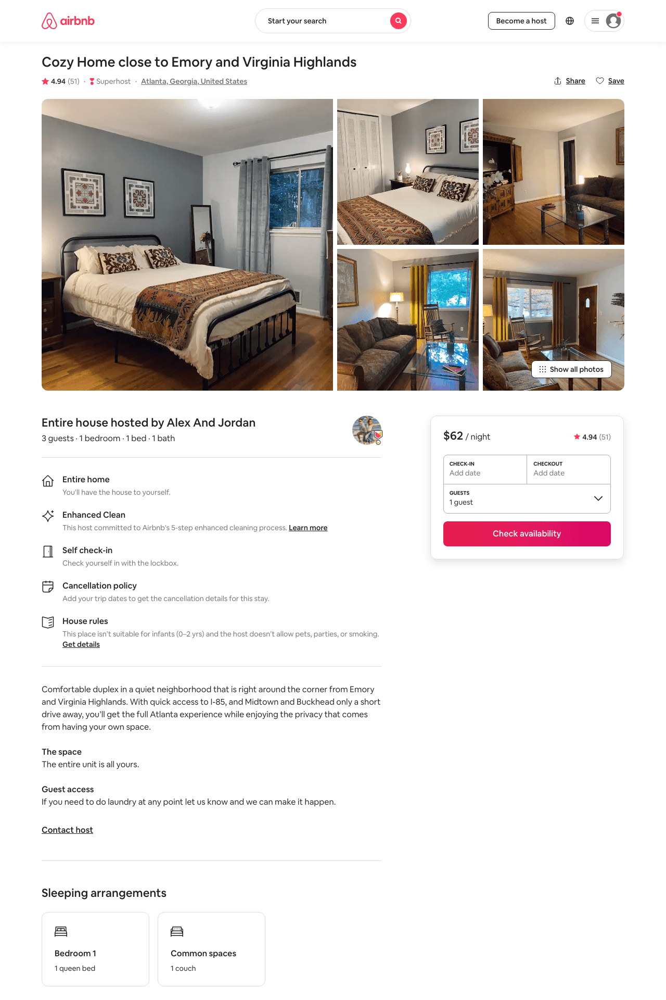 airbnb
Start your search
Become a host
Cozy Home close to Emory and Virginia Highlands
4.94 (51) · Superhost · Atlanta, Georgia, United States
Share
Save
Show all photos
Entire house hosted by Alex And Jordan
3 guests · 1 bedroom · 1 bed · 1 bath
$62 / night
4.94 (51)
CHECK-IN
Add date
CHECKOUT
Add date
GUESTS
1 guest
Check availability
Entire home
You’ll have the house to yourself.
Enhanced Clean
This host committed to Airbnb's 5-step enhanced cleaning process. Learn more
Self check-in
Check yourself in with the lockbox.
Cancellation policy
Add your trip dates to get the cancellation details for this stay.
House rules
This place isn’t suitable for infants (0–2 yrs) and the host doesn’t allow pets, parties, or smoking.
Get details
Comfortable duplex in a quiet neighborhood that is right around the corner from Emory
and Virginia Highlands. With quick access to I-85, and Midtown and Buckhead only a short
drive away, you’ll get the full Atlanta experience while enjoying the privacy that comes
from having your own space.
The space
The entire unit is all yours.
Guest access
If you need to do laundry at any point let us know and we can make it happen.
Contact host
Sleeping arrangements
Bedroom 1
1 queen bed
Common spaces
1 couch